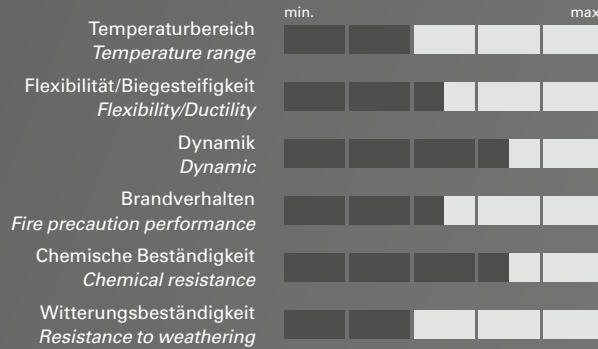 min.
max
Temperaturbereich
Temperature range
Flexibilität/Biegesteifigkeit
Flexibility/Ductility
Dynamik
Dynamic
Brandverhalten
Fire precaution performance
Chemische Beständigkeit
Chemical resistance
Witterungsbeständigkeit
Resistance to weathering